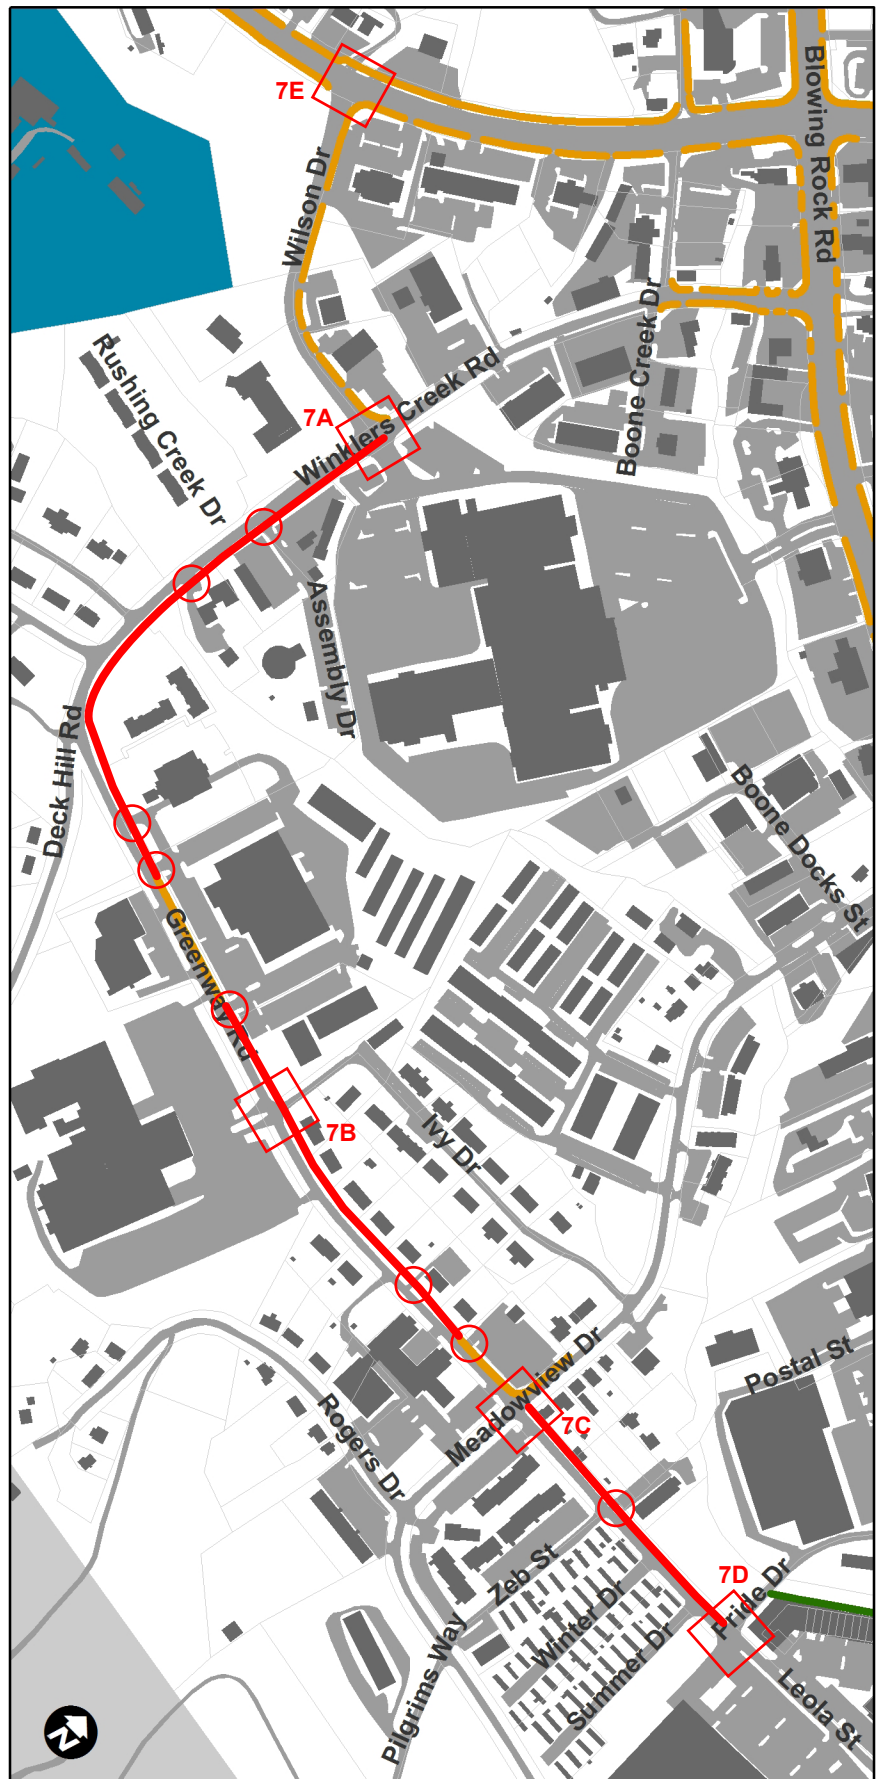 Blowing Rock Rd
7E
Wilson Dr
Boone Creek Dr
Rushing Creek Dr
7A
Winklers Creek Rd
Assembly Dr
Deck Hill Rd
Boone Docks St
Greenway Rd
7B
Ivy Dr
Meadowview Dr
Postal St
Rogers Dr
7C
Zeb St
7D
Pride Dr
Winter Dr
Summer Dr
Pilgrims Way
Leola St
N